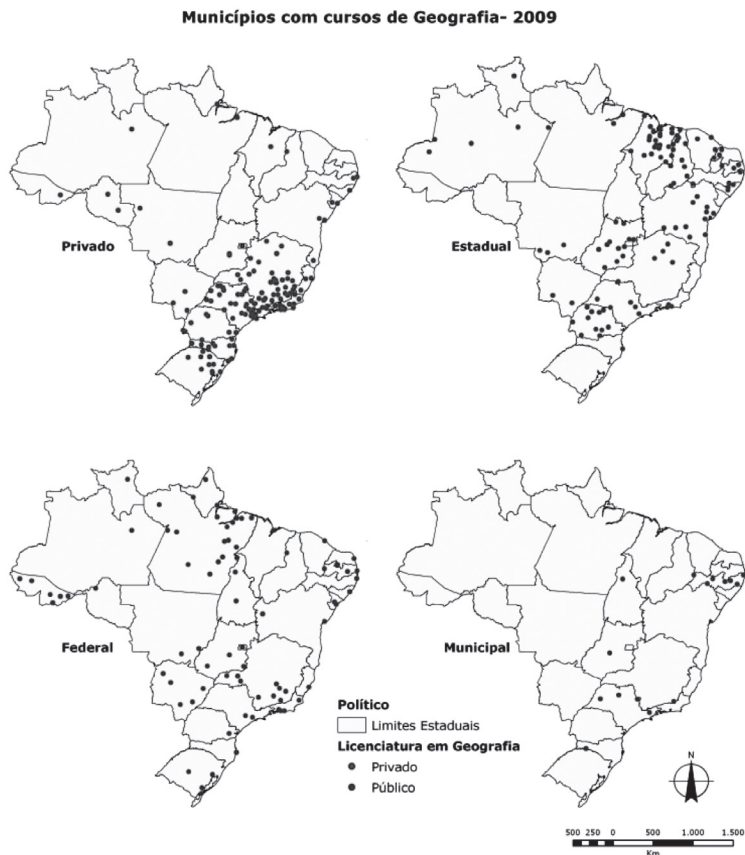 Municípios com cursos de Geografia- 2009
Privado
Estadual
Federal
Municipal
Político
Limites Estaduais
Licenciatura em Geografia
Privado
Público
N
500 250 0 500 1.000 1.500
Km